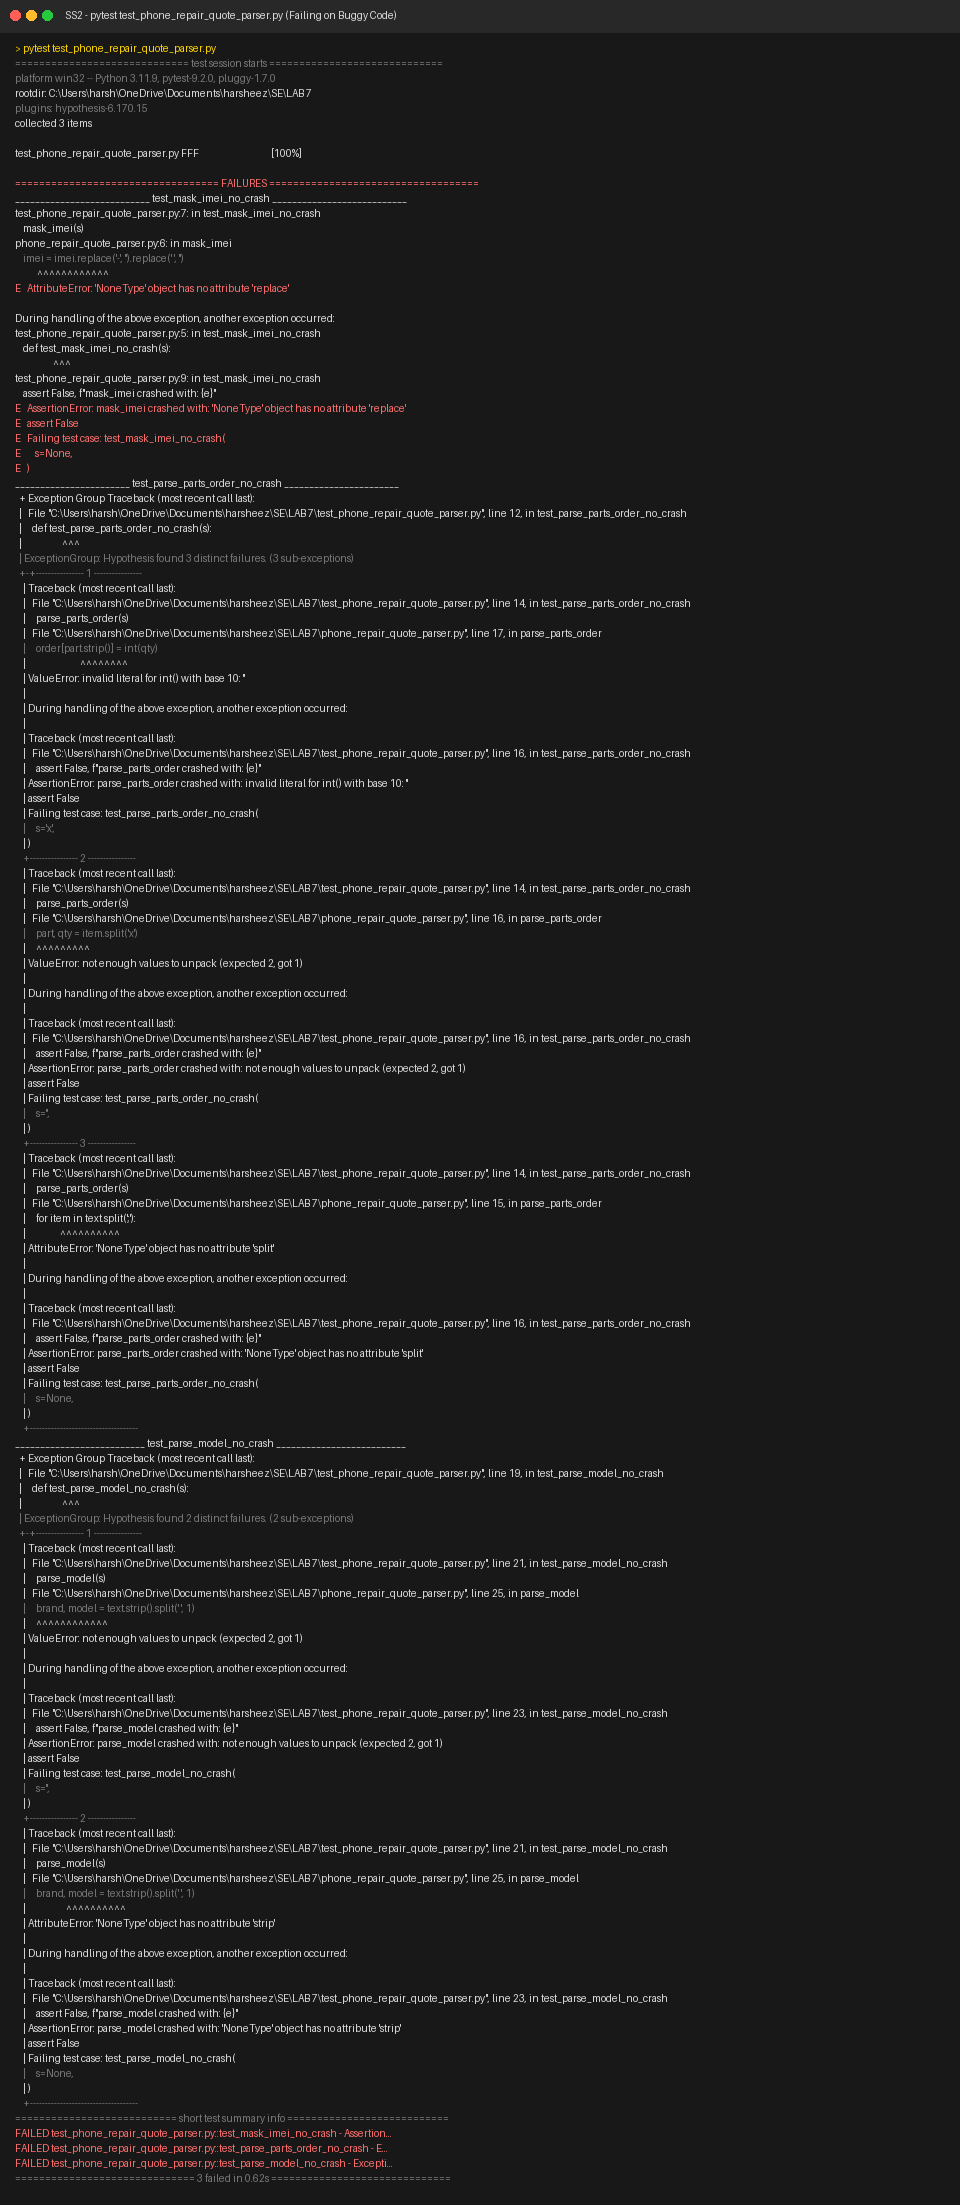 SS2 - pytest test_phone_repair_quote_parser.py (Failing on Buggy Code)
> pytest test_phone_repair_quote_parser.py
============================= test session starts =============================
platform win32 -- Python 3.11.9, pytest-9.2.0, pluggy-1.7.0
rootdir: C:\Users\harsh\OneDrive\Documents\harsheez\SE\LAB7
plugins: hypothesis-6.170.15
collected 3 items
test_phone_repair_quote_parser.py FFF [100%]
================================== FAILURES ===================================
___________________________ test_mask_imei_no_crash ___________________________
test_phone_repair_quote_parser.py:7: in test_mask_imei_no_crash
mask_imei(s)
phone_repair_quote_parser.py:6: in mask_imei
imei = imei.replace('-', '').replace(' ', '')
^^^^^^^^^^^^
E AttributeError: 'NoneType' object has no attribute 'replace'
During handling of the above exception, another exception occurred:
test_phone_repair_quote_parser.py:5: in test_mask_imei_no_crash
def test_mask_imei_no_crash(s):
^^^
test_phone_repair_quote_parser.py:9: in test_mask_imei_no_crash
assert False, f"mask_imei crashed with: {e}"
E AssertionError: mask_imei crashed with: 'NoneType' object has no attribute 'replace'
E assert False
E Failing test case: test_mask_imei_no_crash(
E s=None,
E )
_______________________ test_parse_parts_order_no_crash _______________________
+ Exception Group Traceback (most recent call last):
| File "C:\Users\harsh\OneDrive\Documents\harsheez\SE\LAB7\test_phone_repair_quote_parser.py", line 12, in test_parse_parts_order_no_crash
| def test_parse_parts_order_no_crash(s):
| ^^^
| ExceptionGroup: Hypothesis found 3 distinct failures. (3 sub-exceptions)
+-+---------------- 1 ----------------
| Traceback (most recent call last):
| File "C:\Users\harsh\OneDrive\Documents\harsheez\SE\LAB7\test_phone_repair_quote_parser.py", line 14, in test_parse_parts_order_no_crash
| parse_parts_order(s)
| File "C:\Users\harsh\OneDrive\Documents\harsheez\SE\LAB7\phone_repair_quote_parser.py", line 17, in parse_parts_order
| order[part.strip()] = int(qty)
| ^^^^^^^^
| ValueError: invalid literal for int() with base 10: ''
|
| During handling of the above exception, another exception occurred:
|
| Traceback (most recent call last):
| File "C:\Users\harsh\OneDrive\Documents\harsheez\SE\LAB7\test_phone_repair_quote_parser.py", line 16, in test_parse_parts_order_no_crash
| assert False, f"parse_parts_order crashed with: {e}"
| AssertionError: parse_parts_order crashed with: invalid literal for int() with base 10: ''
| assert False
| Failing test case: test_parse_parts_order_no_crash(
| s='x',
| )
+---------------- 2 ----------------
| Traceback (most recent call last):
| File "C:\Users\harsh\OneDrive\Documents\harsheez\SE\LAB7\test_phone_repair_quote_parser.py", line 14, in test_parse_parts_order_no_crash
| parse_parts_order(s)
| File "C:\Users\harsh\OneDrive\Documents\harsheez\SE\LAB7\phone_repair_quote_parser.py", line 16, in parse_parts_order
| part, qty = item.split('x')
| ^^^^^^^^^
| ValueError: not enough values to unpack (expected 2, got 1)
|
| During handling of the above exception, another exception occurred:
|
| Traceback (most recent call last):
| File "C:\Users\harsh\OneDrive\Documents\harsheez\SE\LAB7\test_phone_repair_quote_parser.py", line 16, in test_parse_parts_order_no_crash
| assert False, f"parse_parts_order crashed with: {e}"
| AssertionError: parse_parts_order crashed with: not enough values to unpack (expected 2, got 1)
| assert False
| Failing test case: test_parse_parts_order_no_crash(
| s='',
| )
+---------------- 3 ----------------
| Traceback (most recent call last):
| File "C:\Users\harsh\OneDrive\Documents\harsheez\SE\LAB7\test_phone_repair_quote_parser.py", line 14, in test_parse_parts_order_no_crash
| parse_parts_order(s)
| File "C:\Users\harsh\OneDrive\Documents\harsheez\SE\LAB7\phone_repair_quote_parser.py", line 15, in parse_parts_order
| for item in text.split(','):
| ^^^^^^^^^^
| AttributeError: 'NoneType' object has no attribute 'split'
|
| During handling of the above exception, another exception occurred:
|
| Traceback (most recent call last):
| File "C:\Users\harsh\OneDrive\Documents\harsheez\SE\LAB7\test_phone_repair_quote_parser.py", line 16, in test_parse_parts_order_no_crash
| assert False, f"parse_parts_order crashed with: {e}"
| AssertionError: parse_parts_order crashed with: 'NoneType' object has no attribute 'split'
| assert False
| Failing test case: test_parse_parts_order_no_crash(
| s=None,
| )
+------------------------------------
__________________________ test_parse_model_no_crash __________________________
+ Exception Group Traceback (most recent call last):
| File "C:\Users\harsh\OneDrive\Documents\harsheez\SE\LAB7\test_phone_repair_quote_parser.py", line 19, in test_parse_model_no_crash
| def test_parse_model_no_crash(s):
| ^^^
| ExceptionGroup: Hypothesis found 2 distinct failures. (2 sub-exceptions)
+-+---------------- 1 ----------------
| Traceback (most recent call last):
| File "C:\Users\harsh\OneDrive\Documents\harsheez\SE\LAB7\test_phone_repair_quote_parser.py", line 21, in test_parse_model_no_crash
| parse_model(s)
| File "C:\Users\harsh\OneDrive\Documents\harsheez\SE\LAB7\phone_repair_quote_parser.py", line 25, in parse_model
| brand, model = text.strip().split(' ', 1)
| ^^^^^^^^^^^^
| ValueError: not enough values to unpack (expected 2, got 1)
|
| During handling of the above exception, another exception occurred:
|
| Traceback (most recent call last):
| File "C:\Users\harsh\OneDrive\Documents\harsheez\SE\LAB7\test_phone_repair_quote_parser.py", line 23, in test_parse_model_no_crash
| assert False, f"parse_model crashed with: {e}"
| AssertionError: parse_model crashed with: not enough values to unpack (expected 2, got 1)
| assert False
| Failing test case: test_parse_model_no_crash(
| s='',
| )
+---------------- 2 ----------------
| Traceback (most recent call last):
| File "C:\Users\harsh\OneDrive\Documents\harsheez\SE\LAB7\test_phone_repair_quote_parser.py", line 21, in test_parse_model_no_crash
| parse_model(s)
| File "C:\Users\harsh\OneDrive\Documents\harsheez\SE\LAB7\phone_repair_quote_parser.py", line 25, in parse_model
| brand, model = text.strip().split(' ', 1)
| ^^^^^^^^^^
| AttributeError: 'NoneType' object has no attribute 'strip'
|
| During handling of the above exception, another exception occurred:
|
| Traceback (most recent call last):
| File "C:\Users\harsh\OneDrive\Documents\harsheez\SE\LAB7\test_phone_repair_quote_parser.py", line 23, in test_parse_model_no_crash
| assert False, f"parse_model crashed with: {e}"
| AssertionError: parse_model crashed with: 'NoneType' object has no attribute 'strip'
| assert False
| Failing test case: test_parse_model_no_crash(
| s=None,
| )
+------------------------------------
=========================== short test summary info ===========================
FAILED test_phone_repair_quote_parser.py::test_mask_imei_no_crash - Assertion...
FAILED test_phone_repair_quote_parser.py::test_parse_parts_order_no_crash - E...
FAILED test_phone_repair_quote_parser.py::test_parse_model_no_crash - Excepti...
============================== 3 failed in 0.62s ==============================